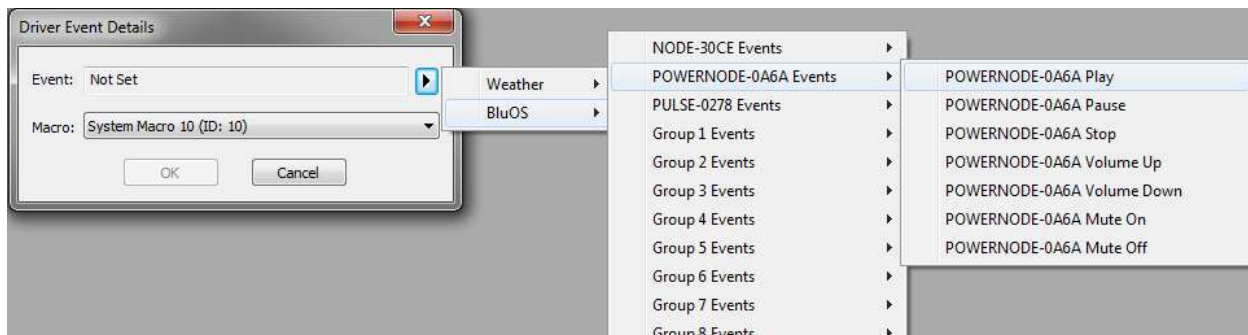 Driver Event Details
Event: Not Set
Macro: System Macro 10 (ID: 10)
OK Cancel
Weather
BluOS
NODE-30CE Events
POWERNODE-0A6A Events
PULSE-0278 Events
Group 1 Events
Group 2 Events
Group 3 Events
Group 4 Events
Group 5 Events
Group 6 Events
Group 7 Events
Group 8 Events
POWERNODE-0A6A Play
POWERNODE-0A6A Pause
POWERNODE-0A6A Stop
POWERNODE-0A6A Volume Up
POWERNODE-0A6A Volume Down
POWERNODE-0A6A Mute On
POWERNODE-0A6A Mute Off